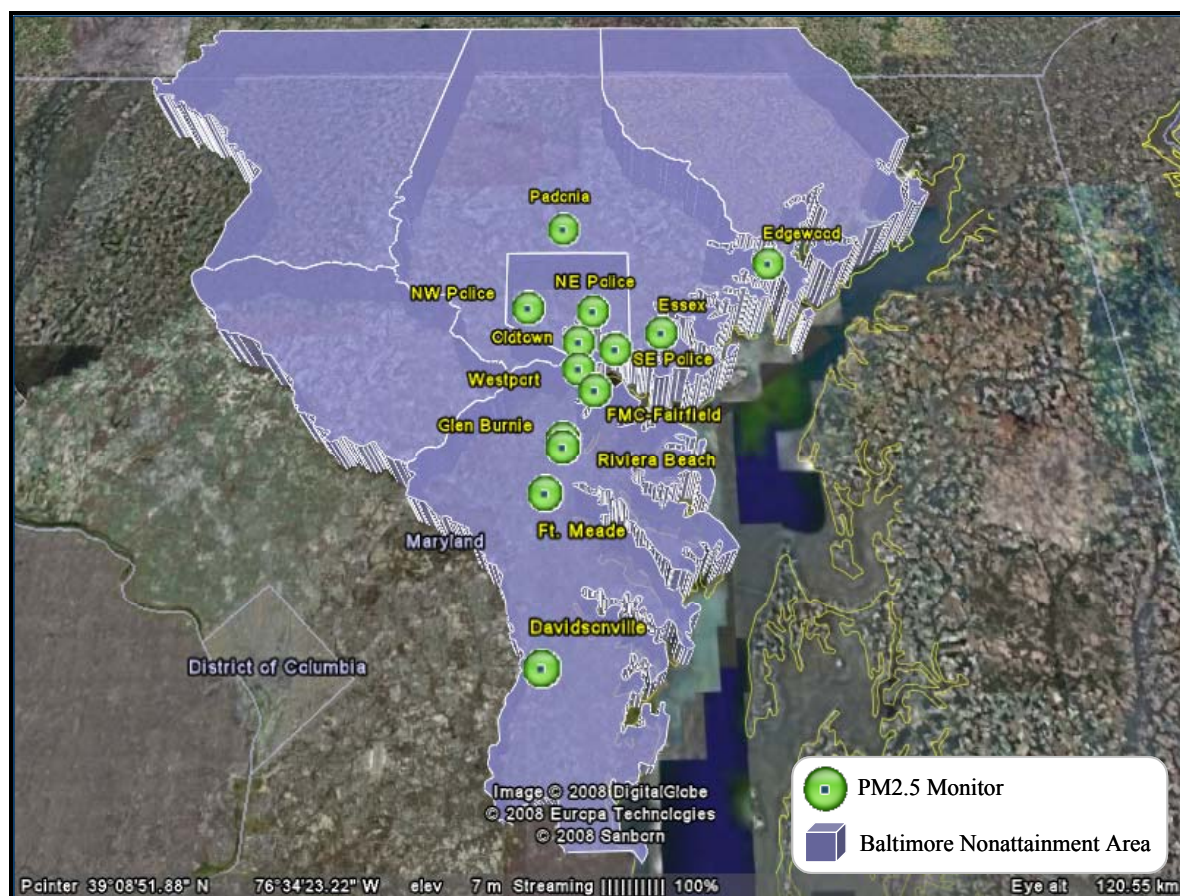 Padonia
Edgewood
NE Police
NW Police
Essex
Oldtown
SE Police
Westport
FMC-Fairfield
Glen Burnie
Riviera Beach
Ft. Meade
Maryland
Davidsonville
District of Columbia
Image © 2008 DigitalGlobe
© 2008 Europa Technologies
© 2008 Sanborn
PM2.5 Monitor
Baltimore Nonattainment Area
Pointer 39°08'51.88" N 76°34'23.22" W elev 7 m Streaming |||||||||| 100% Eye alt 120.55 km